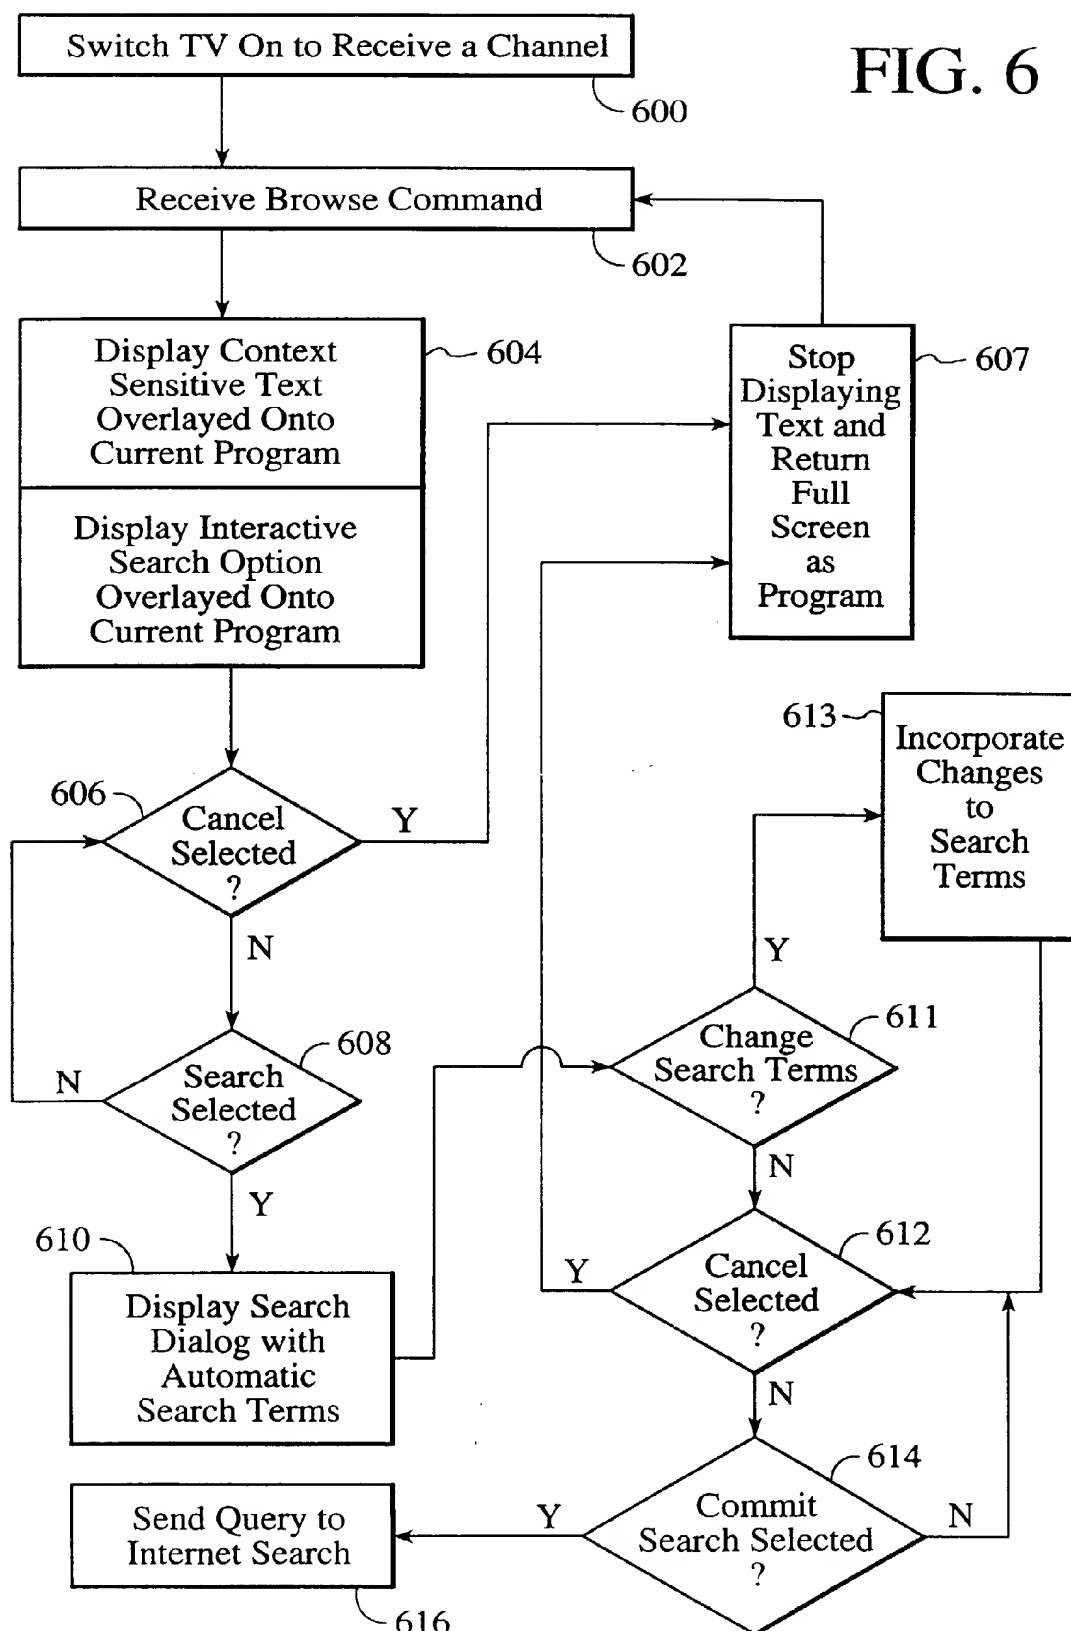 FIG. 6
Switch TV On to Receive a Channel
600
Receive Browse Command
602
Display Context
Sensitive Text
Overlayed Onto
Current Program
604
Display Interactive
Search Option
Overlayed Onto
Current Program
Stop
Displaying
Text and
Return
Full
Screen
as
Program
607
606
Cancel
Selected
?
Y
N
608
Search
Selected
?
N
Y
610
Display Search
Dialog with
Automatic
Search Terms
613
Incorporate
Changes
to
Search
Terms
Y
611
Change
Search Terms
?
N
612
Cancel
Selected
?
Y
N
614
Commit
Search Selected
?
Y
N
Send Query to
Internet Search
616